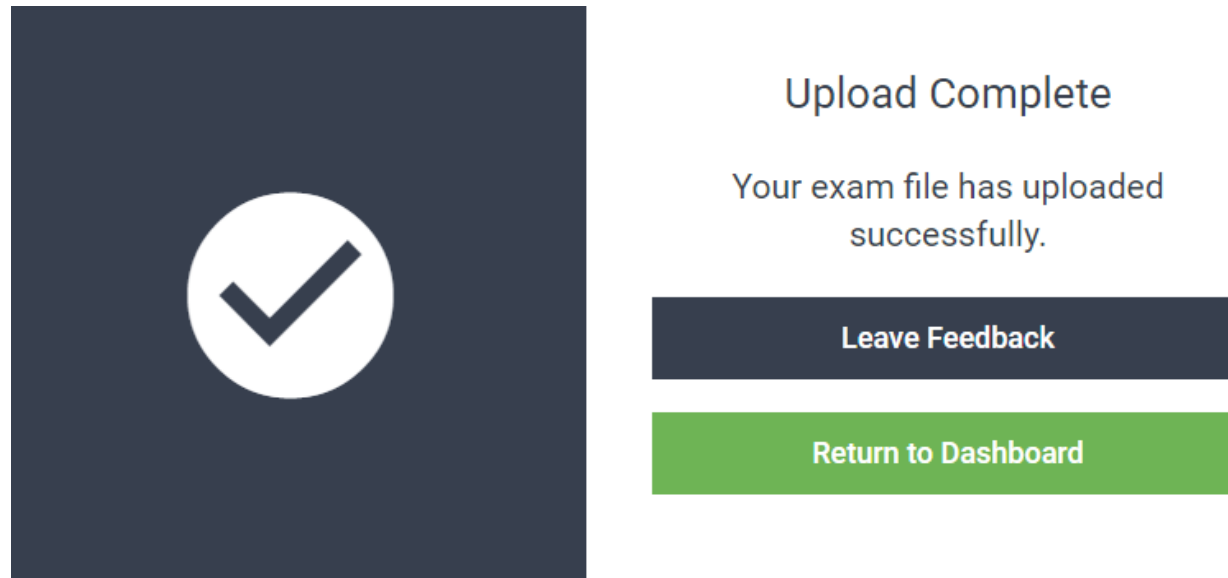 Upload Complete
Your exam file has uploaded
successfully.
Leave Feedback
Return to Dashboard